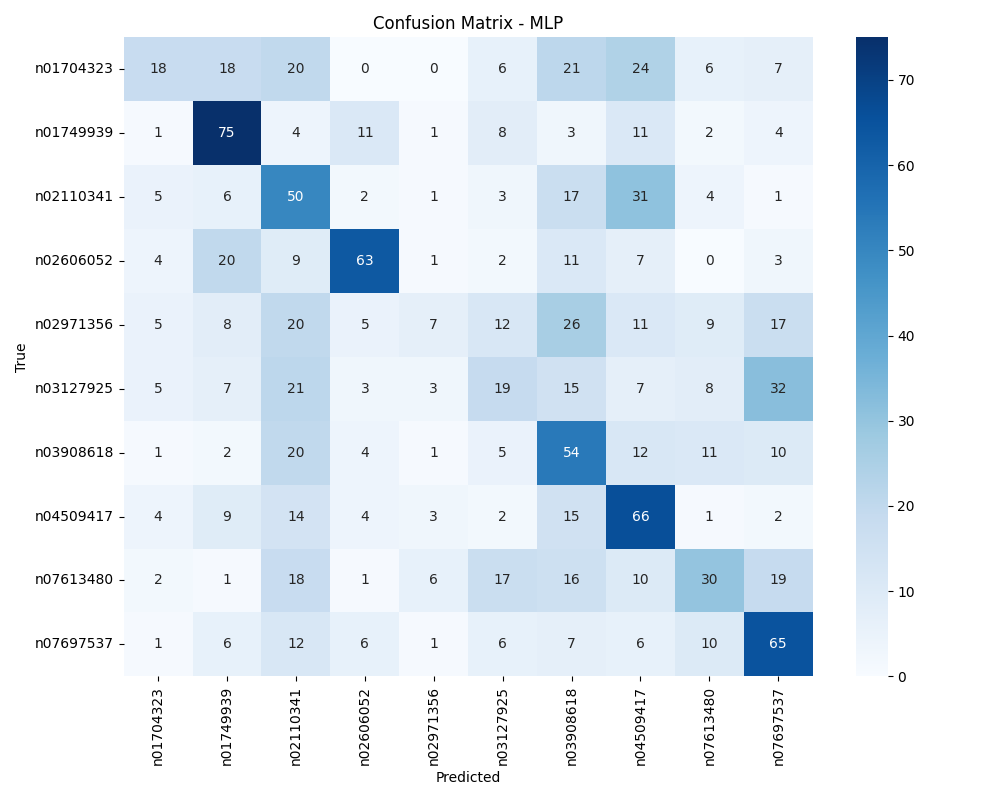 Confusion Matrix - MLP
n01704323 18 18 20 0 0 6 21 24 6 7
n01749939 1 75 4 11 1 8 3 11 2 4
n02110341 5 6 50 2 1 3 17 31 4 1
n02606052 4 20 9 63 1 2 11 7 0 3
n02971356 5 8 20 5 7 12 26 11 9 17
n03127925 5 7 21 3 3 19 15 7 8 32
n03908618 1 2 20 4 1 5 54 12 11 10
n04509417 4 9 14 4 3 2 15 66 1 2
n07613480 2 1 18 1 6 17 16 10 30 19
n07697537 1 6 12 6 1 6 7 6 10 65
True
n01704323 n01749939 n02110341 n02606052 n02971356 n03127925 n03908618 n04509417 n07613480 n07697537
Predicted
70
60
50
40
30
20
10
0